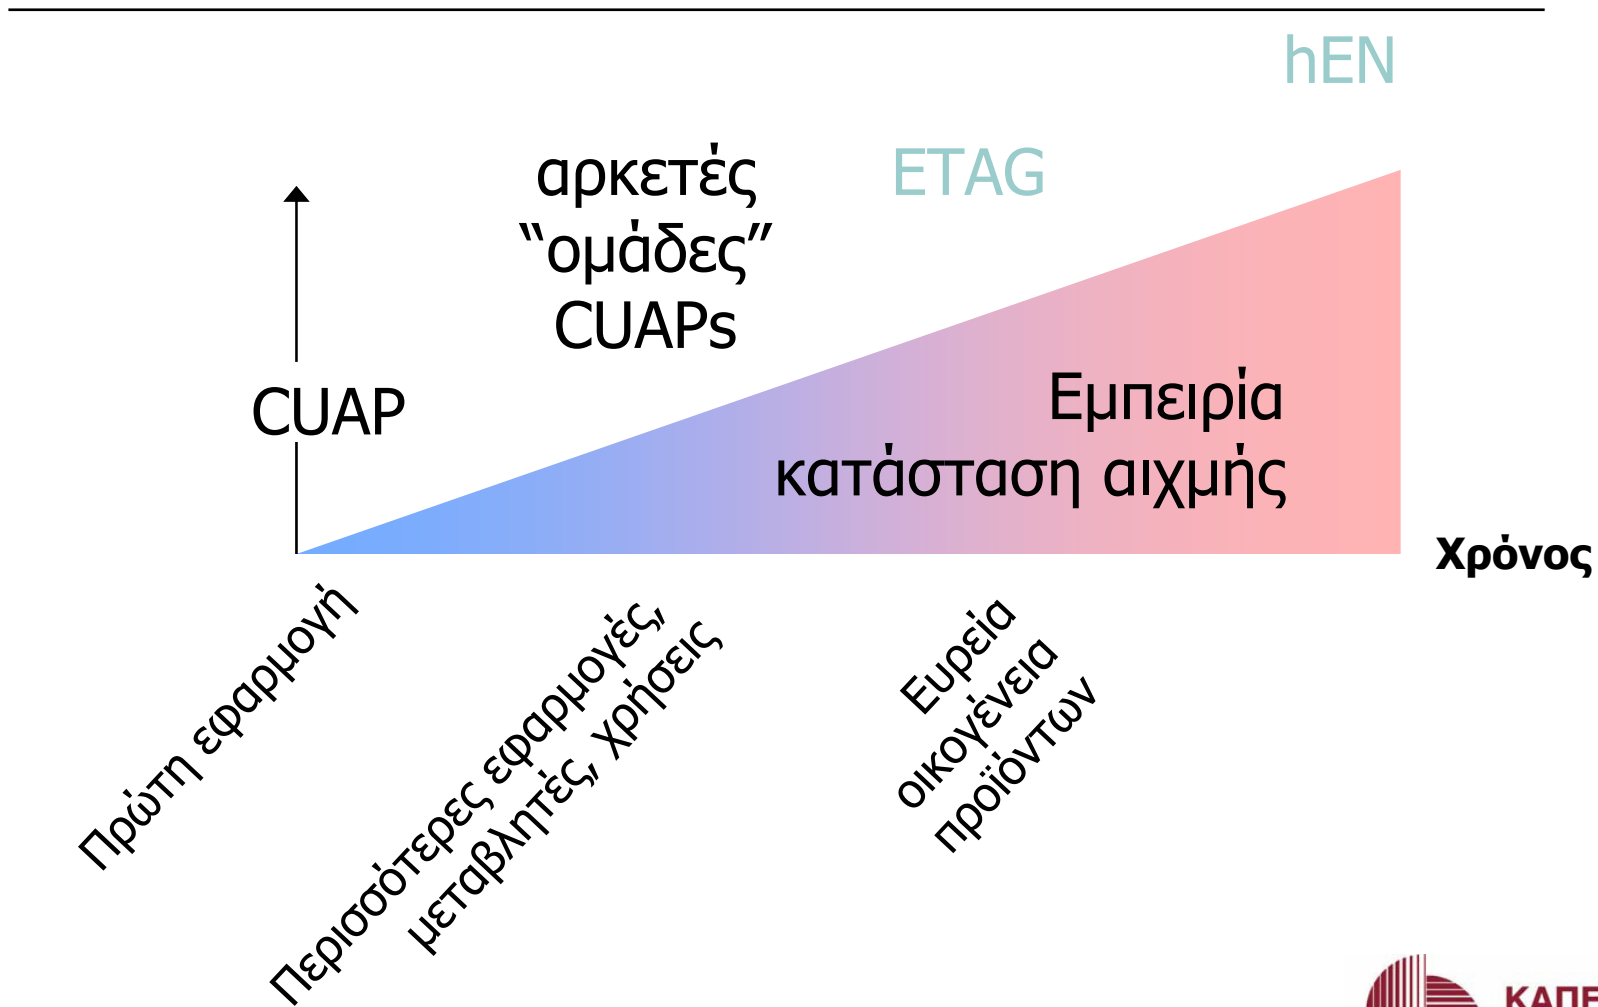 hEN
ETAG
αρκετές
“ομάδες”
CUAPs
CUAP
Εμπειρία
κατάσταση αιχμής
Χρόνος
Πρώτη εφαρμογή
Περισσότερες εφαρμογές,
μεταβλητές, χρήσεις
Ευρεία
οικογένεια
προϊόντων
ΚΑΠΕ